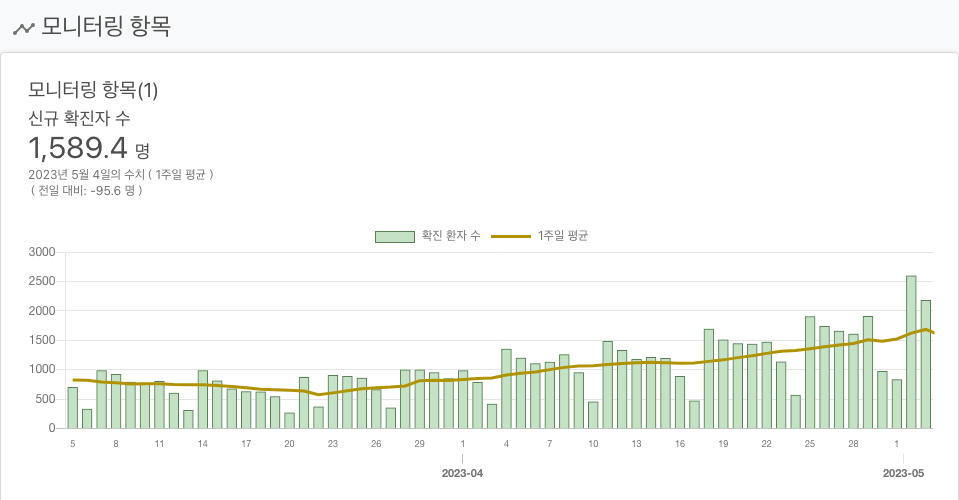 모니터링 항목
모니터링 항목(1)
신규 확진자 수
1,589.4 명
2023년 5월 4일의 수치 ( 1주일 평균 )
( 전일 대비: -95.6 명 )
확진 환자 수 1주일 평균
3000
2500
2000
1500
1000
500
0
5 8 11 14 17 20 23 26 29 1 4 7 10 13 16 19 22 25 28 1
2023-04 2023-05